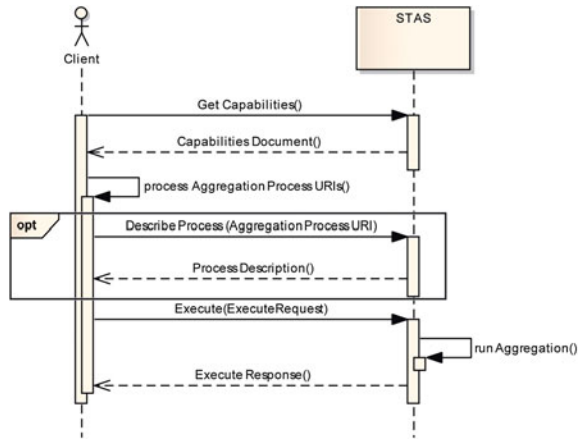 STAS
Client
Get Capabilities()
Capabilities Document()
process Aggregation Process URIs()
opt
Describe Process (Aggregation Process URI)
Process Description()
Execute(ExecuteRequest)
run Aggregation()
Execute Response()